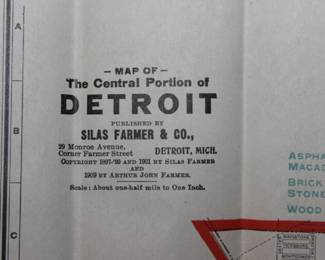 A
— MAP OF —
The Central Portion of
DETROIT
PUBLISHED BY
SILAS FARMER & CO.,
29 Monroe Avenue,
Corner Farmer Street
DETROIT, MICH.
COPYRIGHT 1897/99 AND 1901 BY SILAS FARMER
AND
1909 BY ARTHUR JOHN FARMER.
Scale: About one-half mile to One Inch.
B
ASPHA
MACAD
BRICK
STONE
WOOD
C
MONTGOMERY